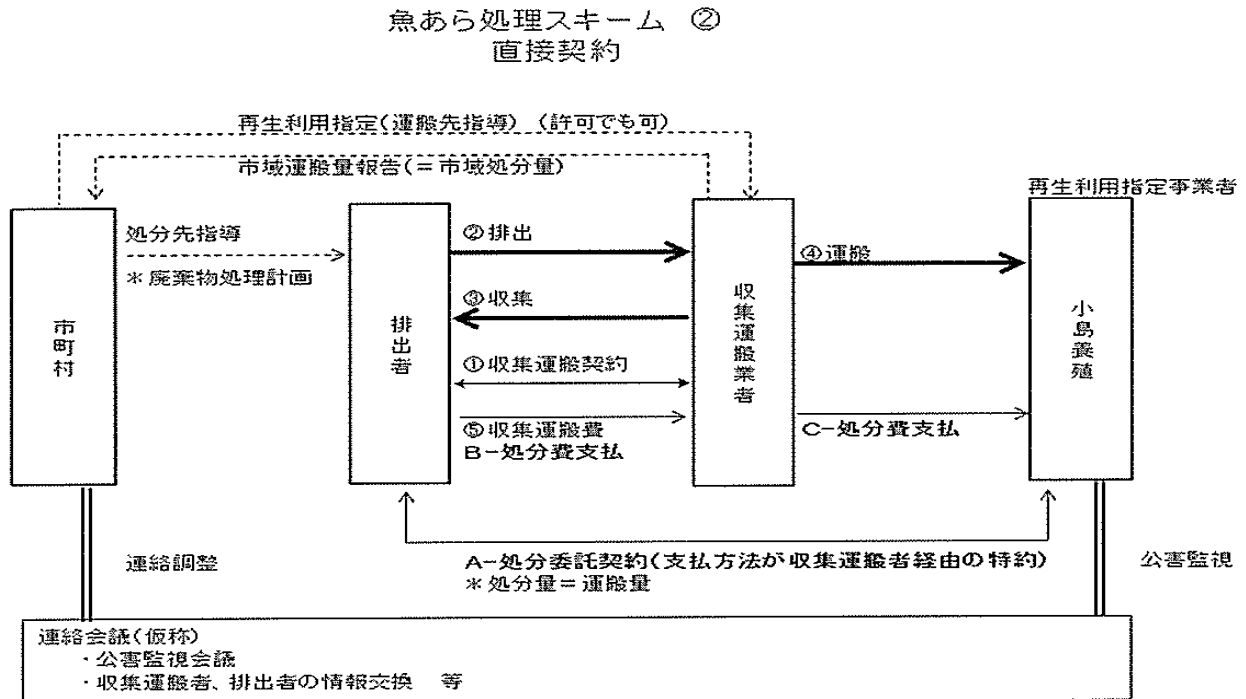 魚あら処理スキーム ②
直接契約
再生利用指定(運搬先指導) (許可でも可)
市域運搬量報告(=市域処分量)
再生利用指定事業者
処分先指導
*廃棄物処理計画
②排出
④運搬
③収集
市町村
排出者
収集運搬業者
小島養殖
①収集運搬契約
⑤収集運搬費
B-処分費支払
C-処分費支払
A-処分委託契約(支払方法が収集運搬者経由の特約)
*処分量=運搬量
連絡調整
公害監視
連絡会議(仮称)
・公害監視会議
・収集運搬者、排出者の情報交換 等